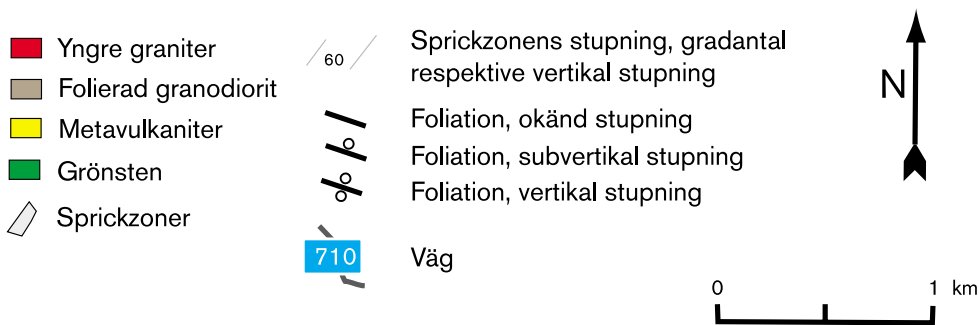 Yngre graniter
Folierad granodiorit
Metavulkaniter
Grönsten
Sprickzoner
60
Sprickzonens stupning, gradantal
respektive vertikal stupning
Foliation, okänd stupning
Foliation, subvertikal stupning
Foliation, vertikal stupning
710
Väg
N
0 1 km